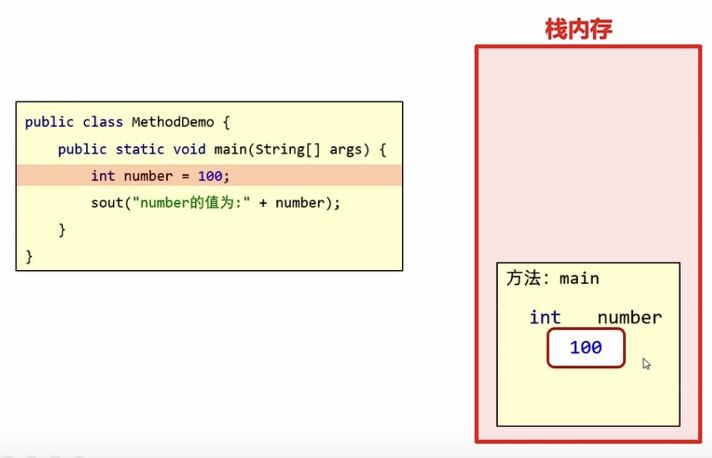 栈内存
public class MethodDemo {
public static void main(String[] args) {
int number = 100;
sout("number的值为:" + number);
}
}
方法：main
int number
100